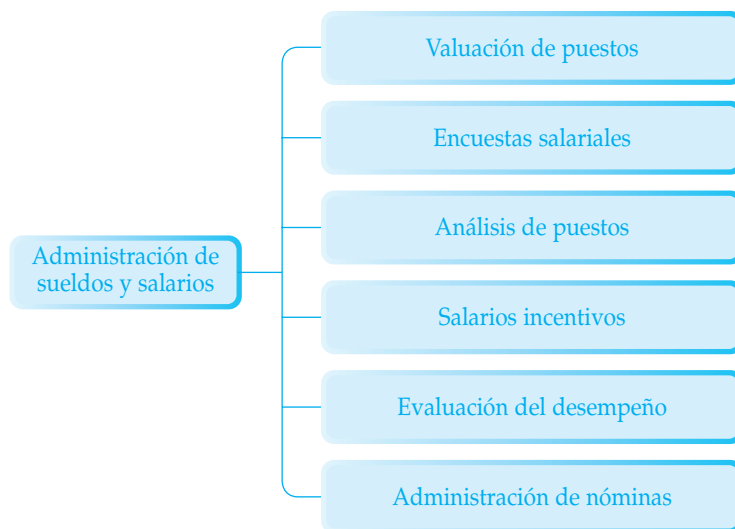 Valuación de puestos
Encuestas salariales
Análisis de puestos
Administración de
sueldos y salarios
Salarios incentivos
Evaluación del desempeño
Administración de nóminas